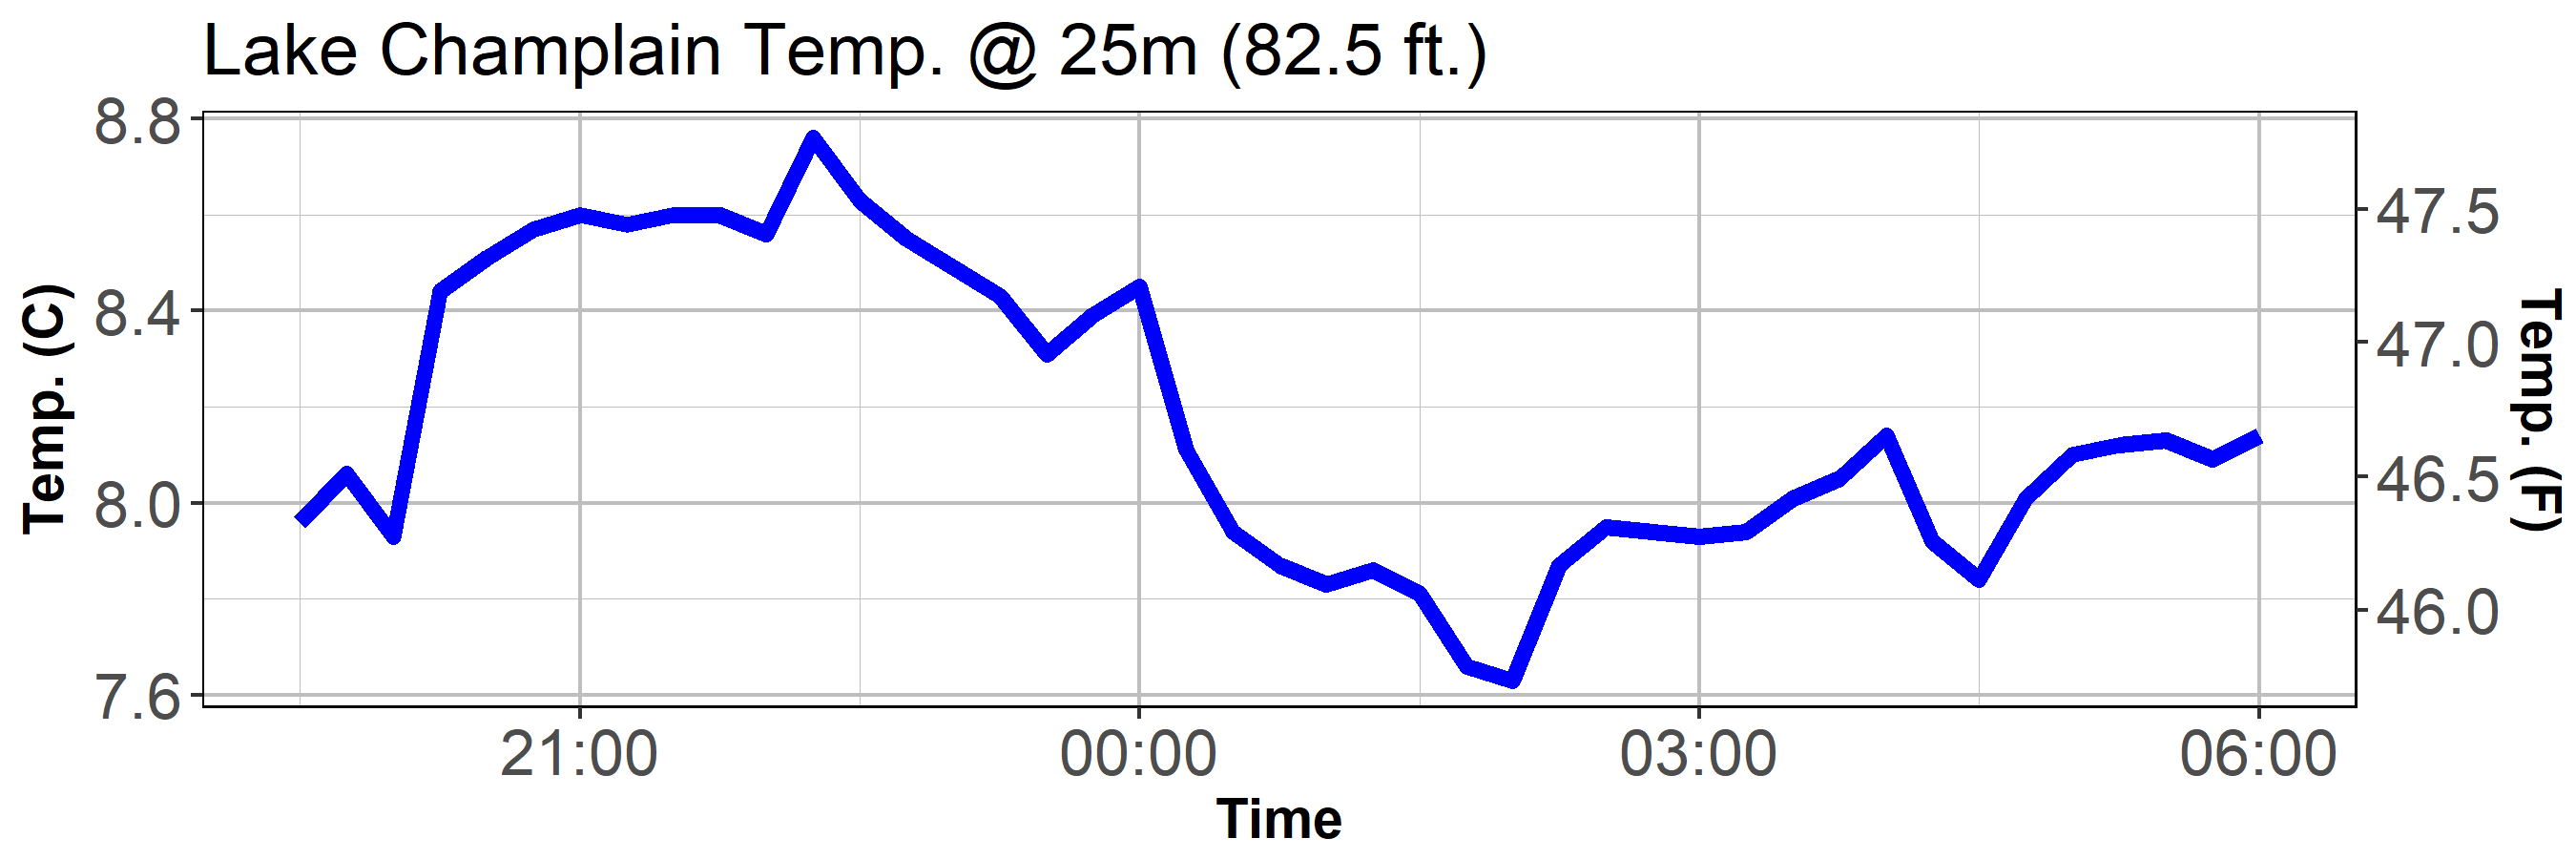 Lake Champlain Temp. @ 25m (82.5 ft.)
Temp. (C)
8.8
8.4
8.0
7.6
47.5
47.0
46.5
46.0
Temp. (F)
21:00 00:00 03:00 06:00
Time